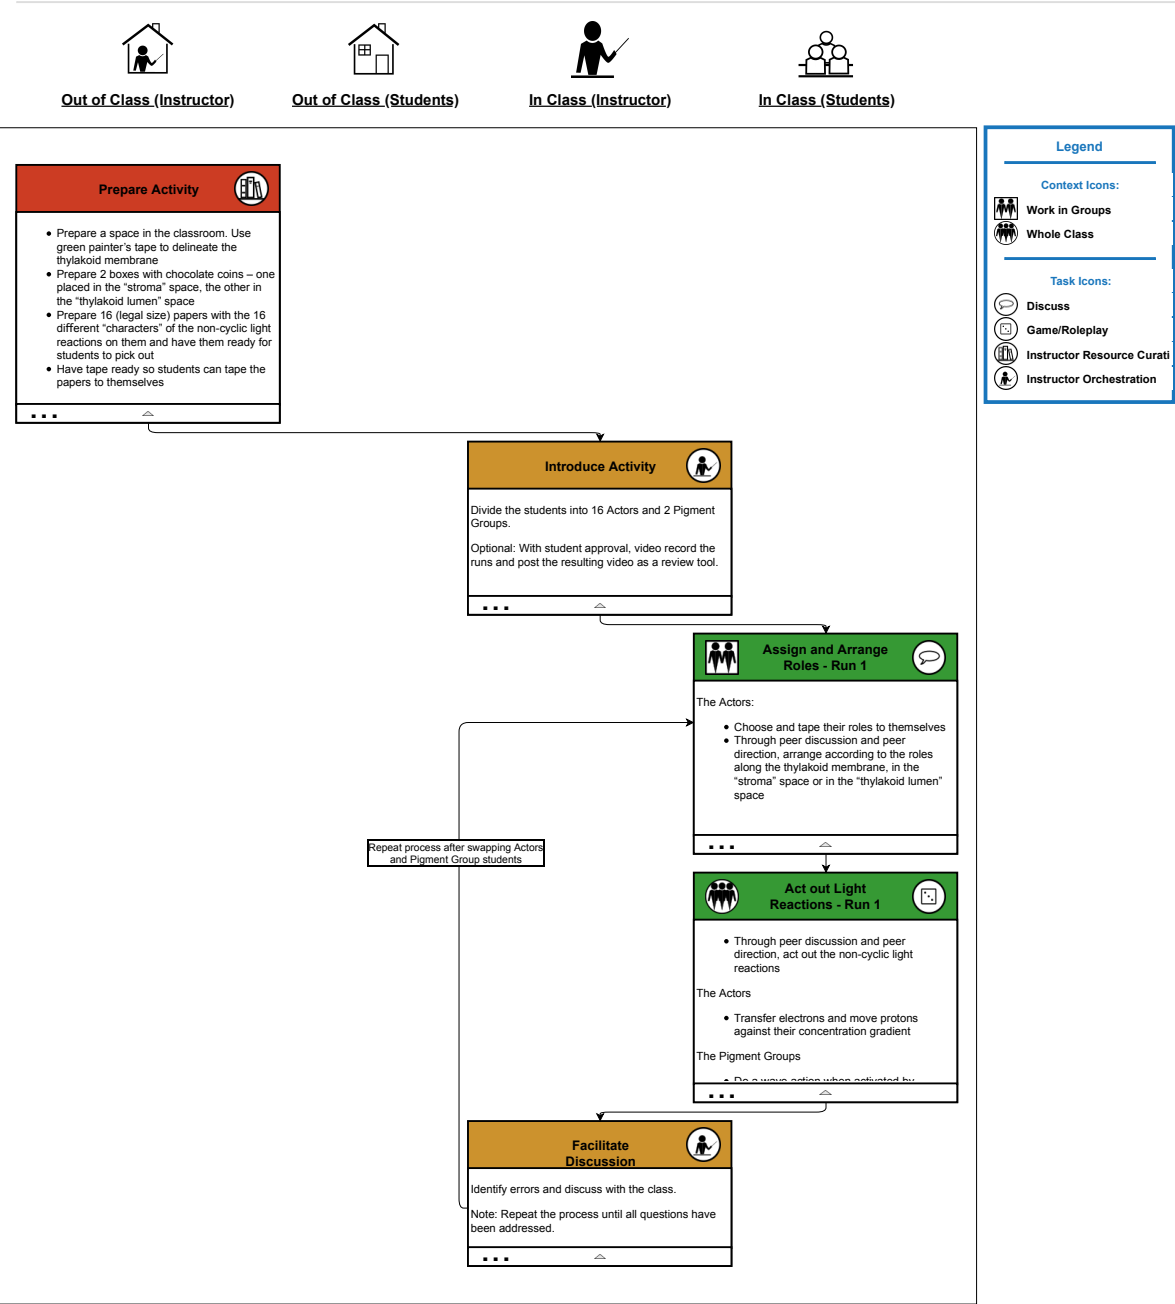 Out of Class (Instructor)
Out of Class (Students)
In Class (Instructor)
In Class (Students)
Legend
Context Icons:
Work in Groups
Whole Class
Task Icons:
Discuss
Game/Roleplay
Instructor Resource Curati
Instructor Orchestration
Prepare Activity
Prepare a space in the classroom. Use
green painter's tape to delineate the
thylakoid membrane
Prepare 2 boxes with chocolate coins – one
placed in the “stroma” space, the other in
the “thylakoid lumen” space
Prepare 16 (legal size) papers with the 16
different “characters” of the non-cyclic light
reactions on them and have them ready for
students to pick out
Have tape ready so students can tape the
papers to themselves
Introduce Activity
Divide the students into 16 Actors and 2 Pigment
Groups.
Optional: With student approval, video record the
runs and post the resulting video as a review tool.
Assign and Arrange
Roles - Run 1
The Actors:
Choose and tape their roles to themselves
Through peer discussion and peer
direction, arrange according to the roles
along the thylakoid membrane, in the
“stroma” space or in the “thylakoid lumen”
space
Repeat process after swapping Actors
and Pigment Group students
Act out Light
Reactions - Run 1
Through peer discussion and peer
direction, act out the non-cyclic light
reactions
The Actors
Transfer electrons and move protons
against their concentration gradient
The Pigment Groups
Do a wave action when activated by
Facilitate
Discussion
Identify errors and discuss with the class.
Note: Repeat the process until all questions have
been addressed.